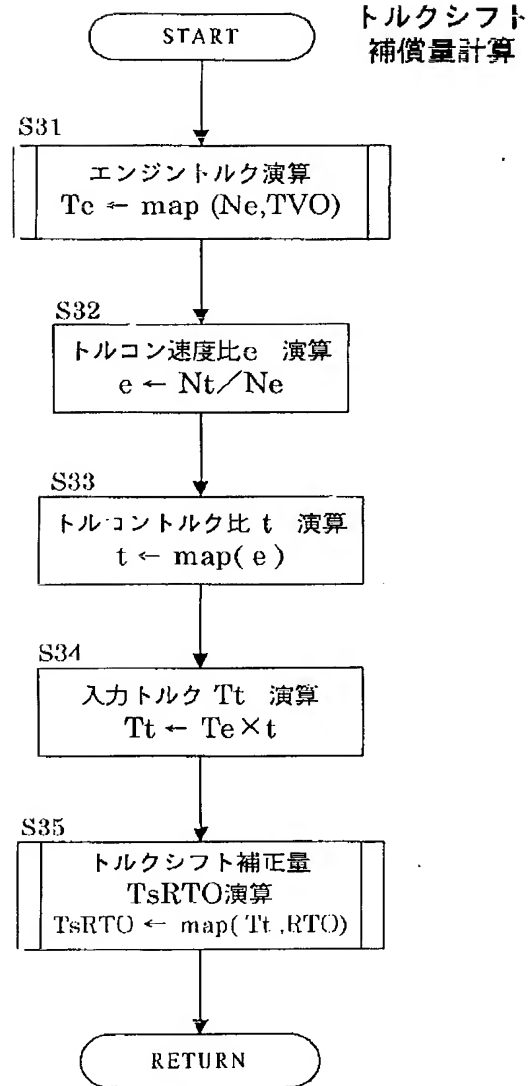 トルクシフト
補償量計算
START
S31
エンジントルク演算
Te ← map (Ne,TVO)
S32
トルコン速度比e 演算
e ← Nt/Ne
S33
トルコントルク比 t 演算
t ← map( e )
S34
入力トルク Tt 演算
Tt ← Te×t
S35
トルクシフト補正量
TsRTO演算
TsRTO ← map( Tt ,RTO)
RETURN